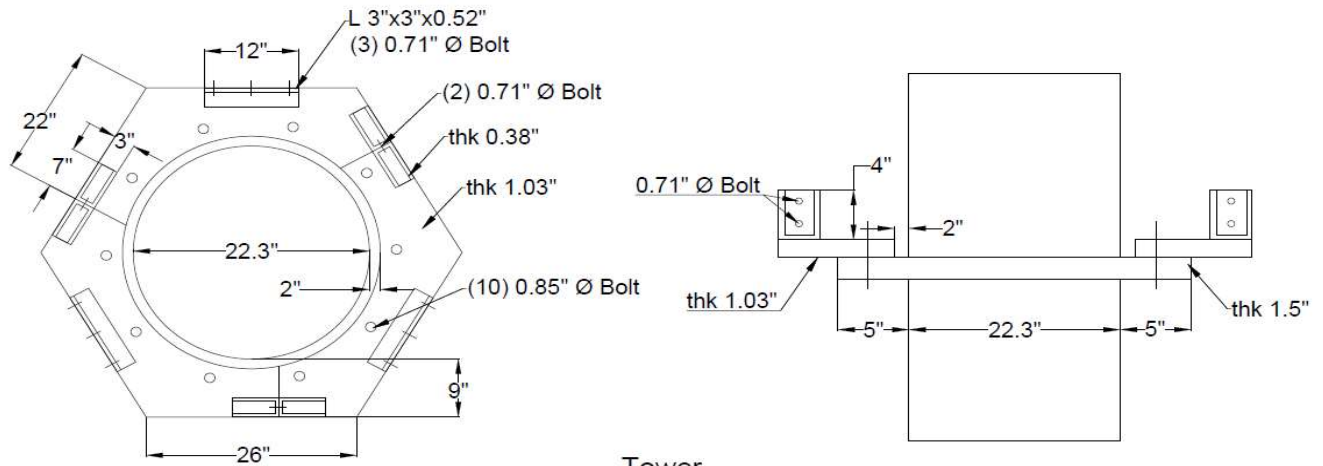 L 3"x3"x0.52"
(3) 0.71" Ø Bolt
12"
(2) 0.71" Ø Bolt
thk 0.38"
22"
3"
7"
thk 1.03"
22.3"
2"
(10) 0.85" Ø Bolt
9"
26"
4"
0.71" Ø Bolt
2"
thk 1.03"
thk 1.5"
5"
22.3"
5"
Tower